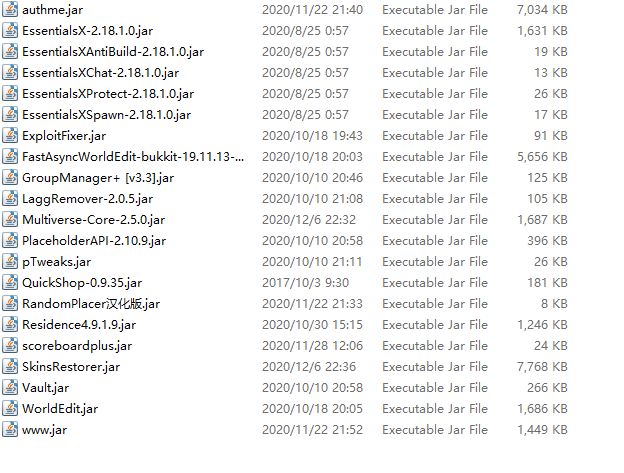 authme.jar 2020/11/22 21:40 Executable Jar File 7,034 KB
EssentialsX-2.18.1.0.jar 2020/8/25 0:57 Executable Jar File 1,631 KB
EssentialsXAntiBuild-2.18.1.0.jar 2020/8/25 0:57 Executable Jar File 19 KB
EssentialsXChat-2.18.1.0.jar 2020/8/25 0:57 Executable Jar File 13 KB
EssentialsXProtect-2.18.1.0.jar 2020/8/25 0:57 Executable Jar File 26 KB
EssentialsXSpawn-2.18.1.0.jar 2020/8/25 0:57 Executable Jar File 17 KB
ExploitFixer.jar 2020/10/18 19:43 Executable Jar File 91 KB
FastAsyncWorldEdit-bukkit-19.11.13-... 2020/10/18 20:03 Executable Jar File 5,656 KB
GroupManager+ [v3.3].jar 2020/10/10 20:46 Executable Jar File 125 KB
LaggRemover-2.0.5.jar 2020/10/10 21:08 Executable Jar File 105 KB
Multiverse-Core-2.5.0.jar 2020/12/6 22:32 Executable Jar File 1,687 KB
PlaceholderAPI-2.10.9.jar 2020/10/10 20:58 Executable Jar File 396 KB
pTweaks.jar 2020/10/10 21:11 Executable Jar File 26 KB
QuickShop-0.9.35.jar 2017/10/3 9:30 Executable Jar File 181 KB
RandomPlacer汉化版.jar 2020/11/22 21:33 Executable Jar File 8 KB
Residence4.9.1.9.jar 2020/10/30 15:15 Executable Jar File 1,246 KB
scoreboardplus.jar 2020/11/28 12:06 Executable Jar File 24 KB
SkinsRestorer.jar 2020/12/6 22:36 Executable Jar File 7,768 KB
Vault.jar 2020/10/10 20:58 Executable Jar File 266 KB
WorldEdit.jar 2020/10/18 20:05 Executable Jar File 1,686 KB
www.jar 2020/11/22 21:52 Executable Jar File 1,449 KB